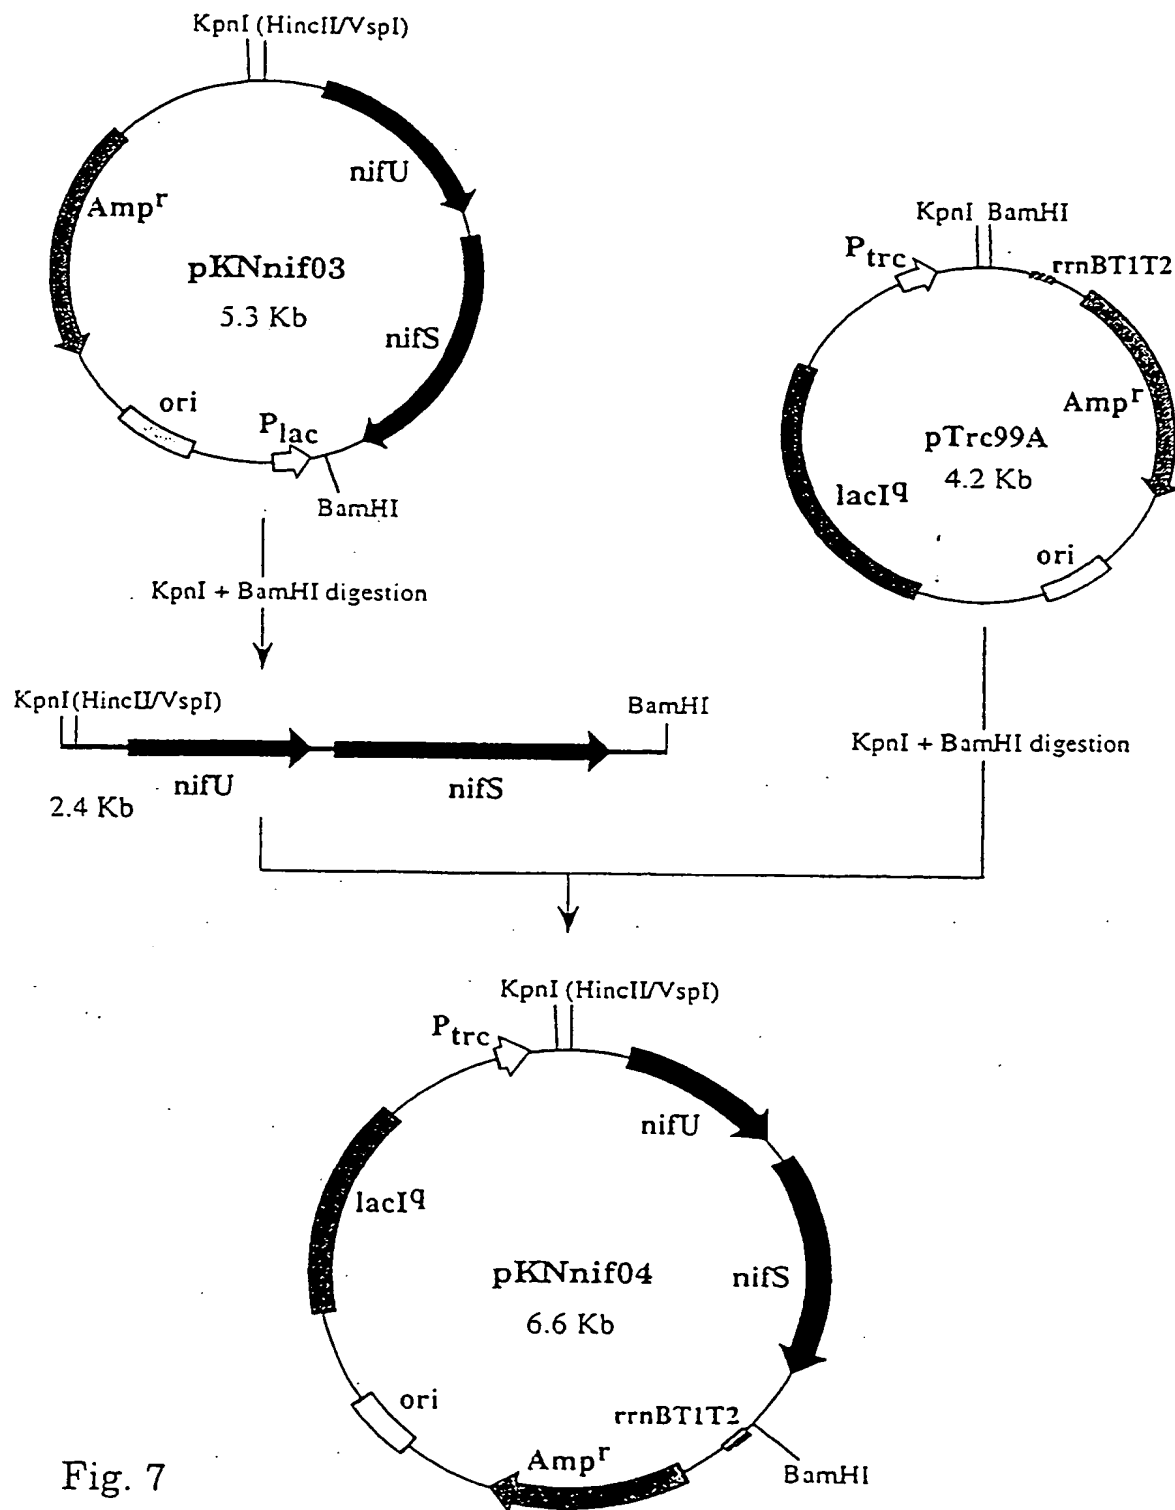 KpnI (HincII/VspI)
nifU
Ampr
pKNnif03
5.3 Kb
nifS
ori
Plac
BamHI
KpnI BamHI
Ptrc
rrnBT1T2
Ampr
pTrc99A
4.2 Kb
lacIq
ori
KpnI + BamHI digestion
KpnI (HincII/VspI)
BamHI
nifU
nifS
2.4 Kb
KpnI + BamHI digestion
KpnI (HincII/VspI)
Ptrc
nifU
lacIq
pKNnif04
6.6 Kb
nifS
ori
rrnBT1T2
Ampr
BamHI
Fig. 7